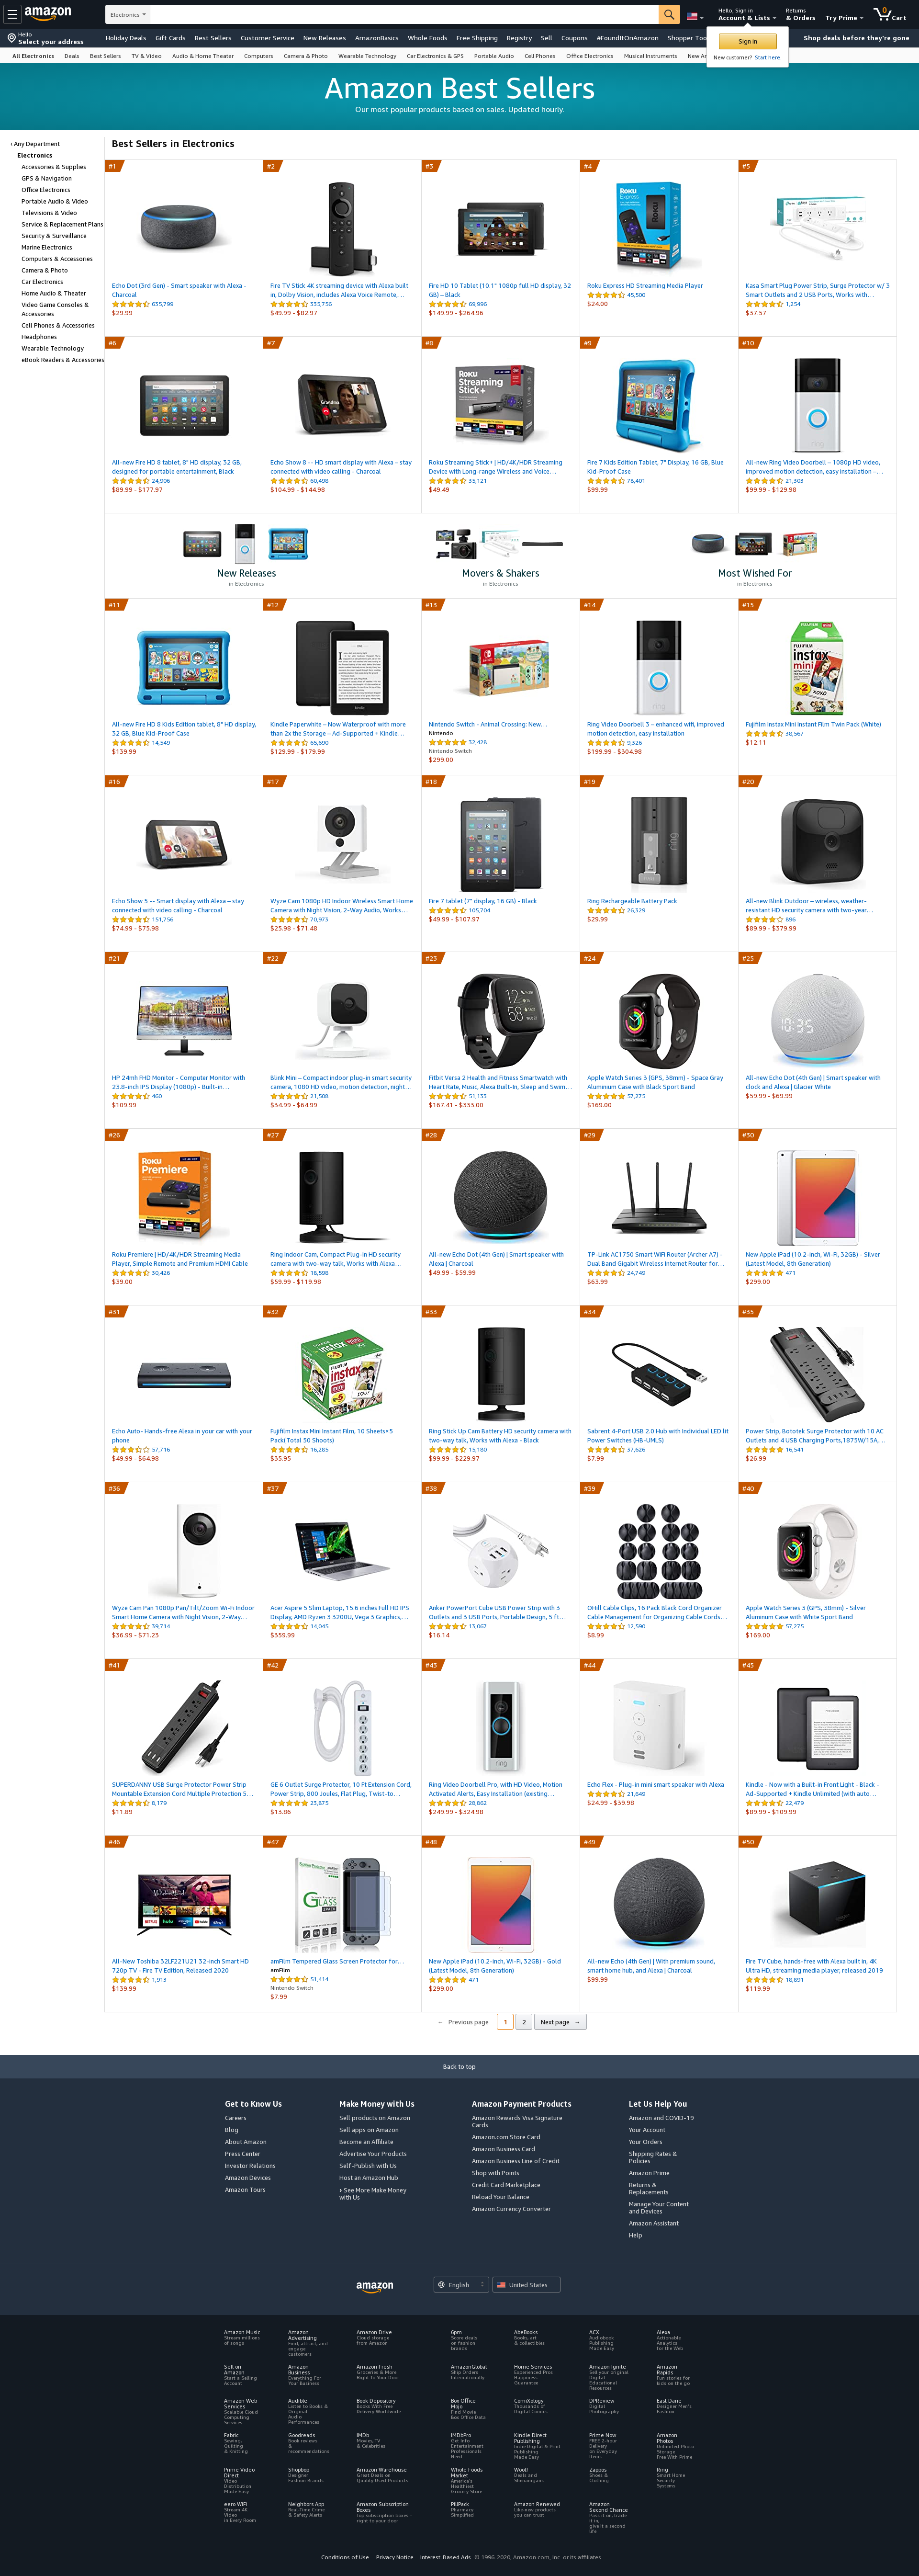 amazon
Electronics
Hello, Sign in
Account & Lists
Returns
& Orders
Try Prime
0
Cart
Hello
Select your address
Holiday Deals Gift Cards Best Sellers Customer Service New Releases AmazonBasics Whole Foods Free Shipping Registry Sell Coupons #FoundItOnAmazon Shopper Too
Shop deals before they're gone
Sign in
New customer? Start here.
All Electronics Deals Best Sellers TV & Video Audio & Home Theater Computers Camera & Photo Wearable Technology Car Electronics & GPS Portable Audio Cell Phones Office Electronics Musical Instruments New Ar
Amazon Best Sellers
Our most popular products based on sales. Updated hourly.
‹ Any Department
Electronics
Accessories & Supplies
GPS & Navigation
Office Electronics
Portable Audio & Video
Televisions & Video
Service & Replacement Plans
Security & Surveillance
Marine Electronics
Computers & Accessories
Camera & Photo
Car Electronics
Home Audio & Theater
Video Game Consoles &
Accessories
Cell Phones & Accessories
Headphones
Wearable Technology
eBook Readers & Accessories
Best Sellers in Electronics
#1
Echo Dot (3rd Gen) - Smart speaker with Alexa -
Charcoal
635,799
$29.99
#2
Fire TV Stick 4K streaming device with Alexa built
in, Dolby Vision, includes Alexa Voice Remote,…
335,756
$49.99 - $82.97
#3
Fire HD 10 Tablet (10.1" 1080p full HD display, 32
GB) – Black
69,996
$149.99 - $264.96
#4
Roku Express HD Streaming Media Player
45,500
$24.00
#5
Kasa Smart Plug Power Strip, Surge Protector w/ 3
Smart Outlets and 2 USB Ports, Works with…
1,254
$37.57
#6
All-new Fire HD 8 tablet, 8" HD display, 32 GB,
designed for portable entertainment, Black
24,906
$89.99 - $177.97
#7
Echo Show 8 -- HD smart display with Alexa – stay
connected with video calling - Charcoal
60,498
$104.99 - $144.98
#8
Roku Streaming Stick+ | HD/4K/HDR Streaming
Device with Long-range Wireless and Voice…
35,121
$49.49
#9
Fire 7 Kids Edition Tablet, 7" Display, 16 GB, Blue
Kid-Proof Case
78,401
$99.99
#10
All-new Ring Video Doorbell – 1080p HD video,
improved motion detection, easy installation –…
21,303
$99.99 - $129.98
New Releases
in Electronics
Movers & Shakers
in Electronics
Most Wished For
in Electronics
#11
All-new Fire HD 8 Kids Edition tablet, 8" HD display,
32 GB, Blue Kid-Proof Case
14,549
$139.99
#12
Kindle Paperwhite – Now Waterproof with more
than 2x the Storage – Ad-Supported + Kindle…
65,690
$129.99 - $179.99
#13
Nintendo Switch - Animal Crossing: New…
Nintendo
32,428
Nintendo Switch
$299.00
#14
Ring Video Doorbell 3 – enhanced wifi, improved
motion detection, easy installation
9,326
$199.99 - $304.98
#15
Fujifilm Instax Mini Instant Film Twin Pack (White)
38,567
$12.11
#16
Echo Show 5 -- Smart display with Alexa – stay
connected with video calling - Charcoal
151,756
$74.99 - $75.98
#17
Wyze Cam 1080p HD Indoor Wireless Smart Home
Camera with Night Vision, 2-Way Audio, Works…
70,973
$25.98 - $71.48
#18
Fire 7 tablet (7" display, 16 GB) - Black
105,704
$49.99 - $107.97
#19
Ring Rechargeable Battery Pack
26,329
$29.99
#20
All-new Blink Outdoor – wireless, weather-
resistant HD security camera with two-year…
896
$89.99 - $379.99
#21
HP 24mh FHD Monitor - Computer Monitor with
23.8-inch IPS Display (1080p) - Built-in…
460
$109.99
#22
Blink Mini – Compact indoor plug-in smart security
camera, 1080 HD video, motion detection, night…
21,508
$34.99 - $64.99
#23
Fitbit Versa 2 Health and Fitness Smartwatch with
Heart Rate, Music, Alexa Built-In, Sleep and Swim…
51,133
$167.41 - $333.00
#24
Apple Watch Series 3 (GPS, 38mm) - Space Gray
Aluminium Case with Black Sport Band
57,275
$169.00
#25
All-new Echo Dot (4th Gen) | Smart speaker with
clock and Alexa | Glacier White
$59.99 - $69.99
#26
Roku Premiere | HD/4K/HDR Streaming Media
Player, Simple Remote and Premium HDMI Cable
30,426
$39.00
#27
Ring Indoor Cam, Compact Plug-In HD security
camera with two-way talk, Works with Alexa…
18,598
$59.99 - $119.98
#28
All-new Echo Dot (4th Gen) | Smart speaker with
Alexa | Charcoal
$49.99 - $59.99
#29
TP-Link AC1750 Smart WiFi Router (Archer A7) -
Dual Band Gigabit Wireless Internet Router for…
24,749
$63.99
#30
New Apple iPad (10.2-inch, Wi-Fi, 32GB) - Silver
(Latest Model, 8th Generation)
471
$299.00
#31
Echo Auto- Hands-free Alexa in your car with your
phone
57,716
$49.99 - $64.98
#32
Fujifilm Instax Mini Instant Film, 10 Sheets×5
Pack(Total 50 Shoots)
16,285
$35.95
#33
Ring Stick Up Cam Battery HD security camera with
two-way talk, Works with Alexa - Black
15,180
$99.99 - $229.97
#34
Sabrent 4-Port USB 2.0 Hub with Individual LED lit
Power Switches (HB-UMLS)
37,626
$7.99
#35
Power Strip, Bototek Surge Protector with 10 AC
Outlets and 4 USB Charging Ports,1875W/15A,…
16,541
$26.99
#36
Wyze Cam Pan 1080p Pan/Tilt/Zoom Wi-Fi Indoor
Smart Home Camera with Night Vision, 2-Way…
39,714
$36.99 - $71.23
#37
Acer Aspire 5 Slim Laptop, 15.6 inches Full HD IPS
Display, AMD Ryzen 3 3200U, Vega 3 Graphics,…
14,045
$359.99
#38
Anker PowerPort Cube USB Power Strip with 3
Outlets and 3 USB Ports, Portable Design, 5 ft…
13,067
$16.14
#39
OHill Cable Clips, 16 Pack Black Cord Organizer
Cable Management for Organizing Cable Cords…
12,590
$8.99
#40
Apple Watch Series 3 (GPS, 38mm) - Silver
Aluminum Case with White Sport Band
57,275
$169.00
#41
SUPERDANNY USB Surge Protector Power Strip
Mountable Extension Cord Multiple Protection 5…
8,179
$11.89
#42
GE 6 Outlet Surge Protector, 10 Ft Extension Cord,
Power Strip, 800 Joules, Flat Plug, Twist-to…
23,875
$13.86
#43
Ring Video Doorbell Pro, with HD Video, Motion
Activated Alerts, Easy Installation (existing…
28,662
$249.99 - $324.98
#44
Echo Flex - Plug-in mini smart speaker with Alexa
21,649
$24.99 - $39.98
#45
Kindle - Now with a Built-in Front Light - Black -
Ad-Supported + Kindle Unlimited (with auto…
22,479
$89.99 - $109.99
#46
All-New Toshiba 32LF221U21 32-inch Smart HD
720p TV - Fire TV Edition, Released 2020
1,913
$139.99
#47
amFilm Tempered Glass Screen Protector for…
amFilm
51,414
Nintendo Switch
$7.99
#48
New Apple iPad (10.2-inch, Wi-Fi, 32GB) - Gold
(Latest Model, 8th Generation)
471
$299.00
#49
All-new Echo (4th Gen) | With premium sound,
smart home hub, and Alexa | Charcoal
$99.99
#50
Fire TV Cube, hands-free with Alexa built in, 4K
Ultra HD, streaming media player, released 2019
18,891
$119.99
← Previous page 1 2 Next page →
Back to top
Get to Know Us
Careers
Blog
About Amazon
Press Center
Investor Relations
Amazon Devices
Amazon Tours
Make Money with Us
Sell products on Amazon
Sell apps on Amazon
Become an Affiliate
Advertise Your Products
Self-Publish with Us
Host an Amazon Hub
› See More Make Money
with Us
Amazon Payment Products
Amazon Rewards Visa Signature
Cards
Amazon.com Store Card
Amazon Business Card
Amazon Business Line of Credit
Shop with Points
Credit Card Marketplace
Reload Your Balance
Amazon Currency Converter
Let Us Help You
Amazon and COVID-19
Your Account
Your Orders
Shipping Rates &
Policies
Amazon Prime
Returns &
Replacements
Manage Your Content
and Devices
Amazon Assistant
Help
amazon
English
United States
Amazon Music
Stream millions
of songs
Amazon
Advertising
Find, attract, and
engage
customers
Amazon Drive
Cloud storage
from Amazon
6pm
Score deals
on fashion
brands
AbeBooks
Books, art
& collectibles
ACX
Audiobook
Publishing
Made Easy
Alexa
Actionable
Analytics
for the Web
Sell on
Amazon
Start a Selling
Account
Amazon
Business
Everything For
Your Business
Amazon Fresh
Groceries & More
Right To Your Door
AmazonGlobal
Ship Orders
Internationally
Home Services
Experienced Pros
Happiness
Guarantee
Amazon Ignite
Sell your original
Digital
Educational
Resources
Amazon
Rapids
Fun stories for
kids on the go
Amazon Web
Services
Scalable Cloud
Computing
Services
Audible
Listen to Books &
Original
Audio
Performances
Book Depository
Books With Free
Delivery Worldwide
Box Office
Mojo
Find Movie
Box Office Data
ComiXology
Thousands of
Digital Comics
DPReview
Digital
Photography
East Dane
Designer Men's
Fashion
Fabric
Sewing,
Quilting
& Knitting
Goodreads
Book reviews
&
recommendations
IMDb
Movies, TV
& Celebrities
IMDbPro
Get Info
Entertainment
Professionals
Need
Kindle Direct
Publishing
Indie Digital & Print
Publishing
Made Easy
Prime Now
FREE 2-hour
Delivery
on Everyday
Items
Amazon
Photos
Unlimited Photo
Storage
Free With Prime
Prime Video
Direct
Video
Distribution
Made Easy
Shopbop
Designer
Fashion Brands
Amazon Warehouse
Great Deals on
Quality Used Products
Whole Foods
Market
America's
Healthiest
Grocery Store
Woot!
Deals and
Shenanigans
Zappos
Shoes &
Clothing
Ring
Smart Home
Security
Systems
eero WiFi
Stream 4K
Video
in Every Room
Neighbors App
Real-Time Crime
& Safety Alerts
Amazon Subscription
Boxes
Top subscription boxes –
right to your door
PillPack
Pharmacy
Simplified
Amazon Renewed
Like-new products
you can trust
Amazon
Second Chance
Pass it on, trade
it in,
give it a second
life
Conditions of Use Privacy Notice Interest-Based Ads © 1996-2020, Amazon.com, Inc. or its affiliates